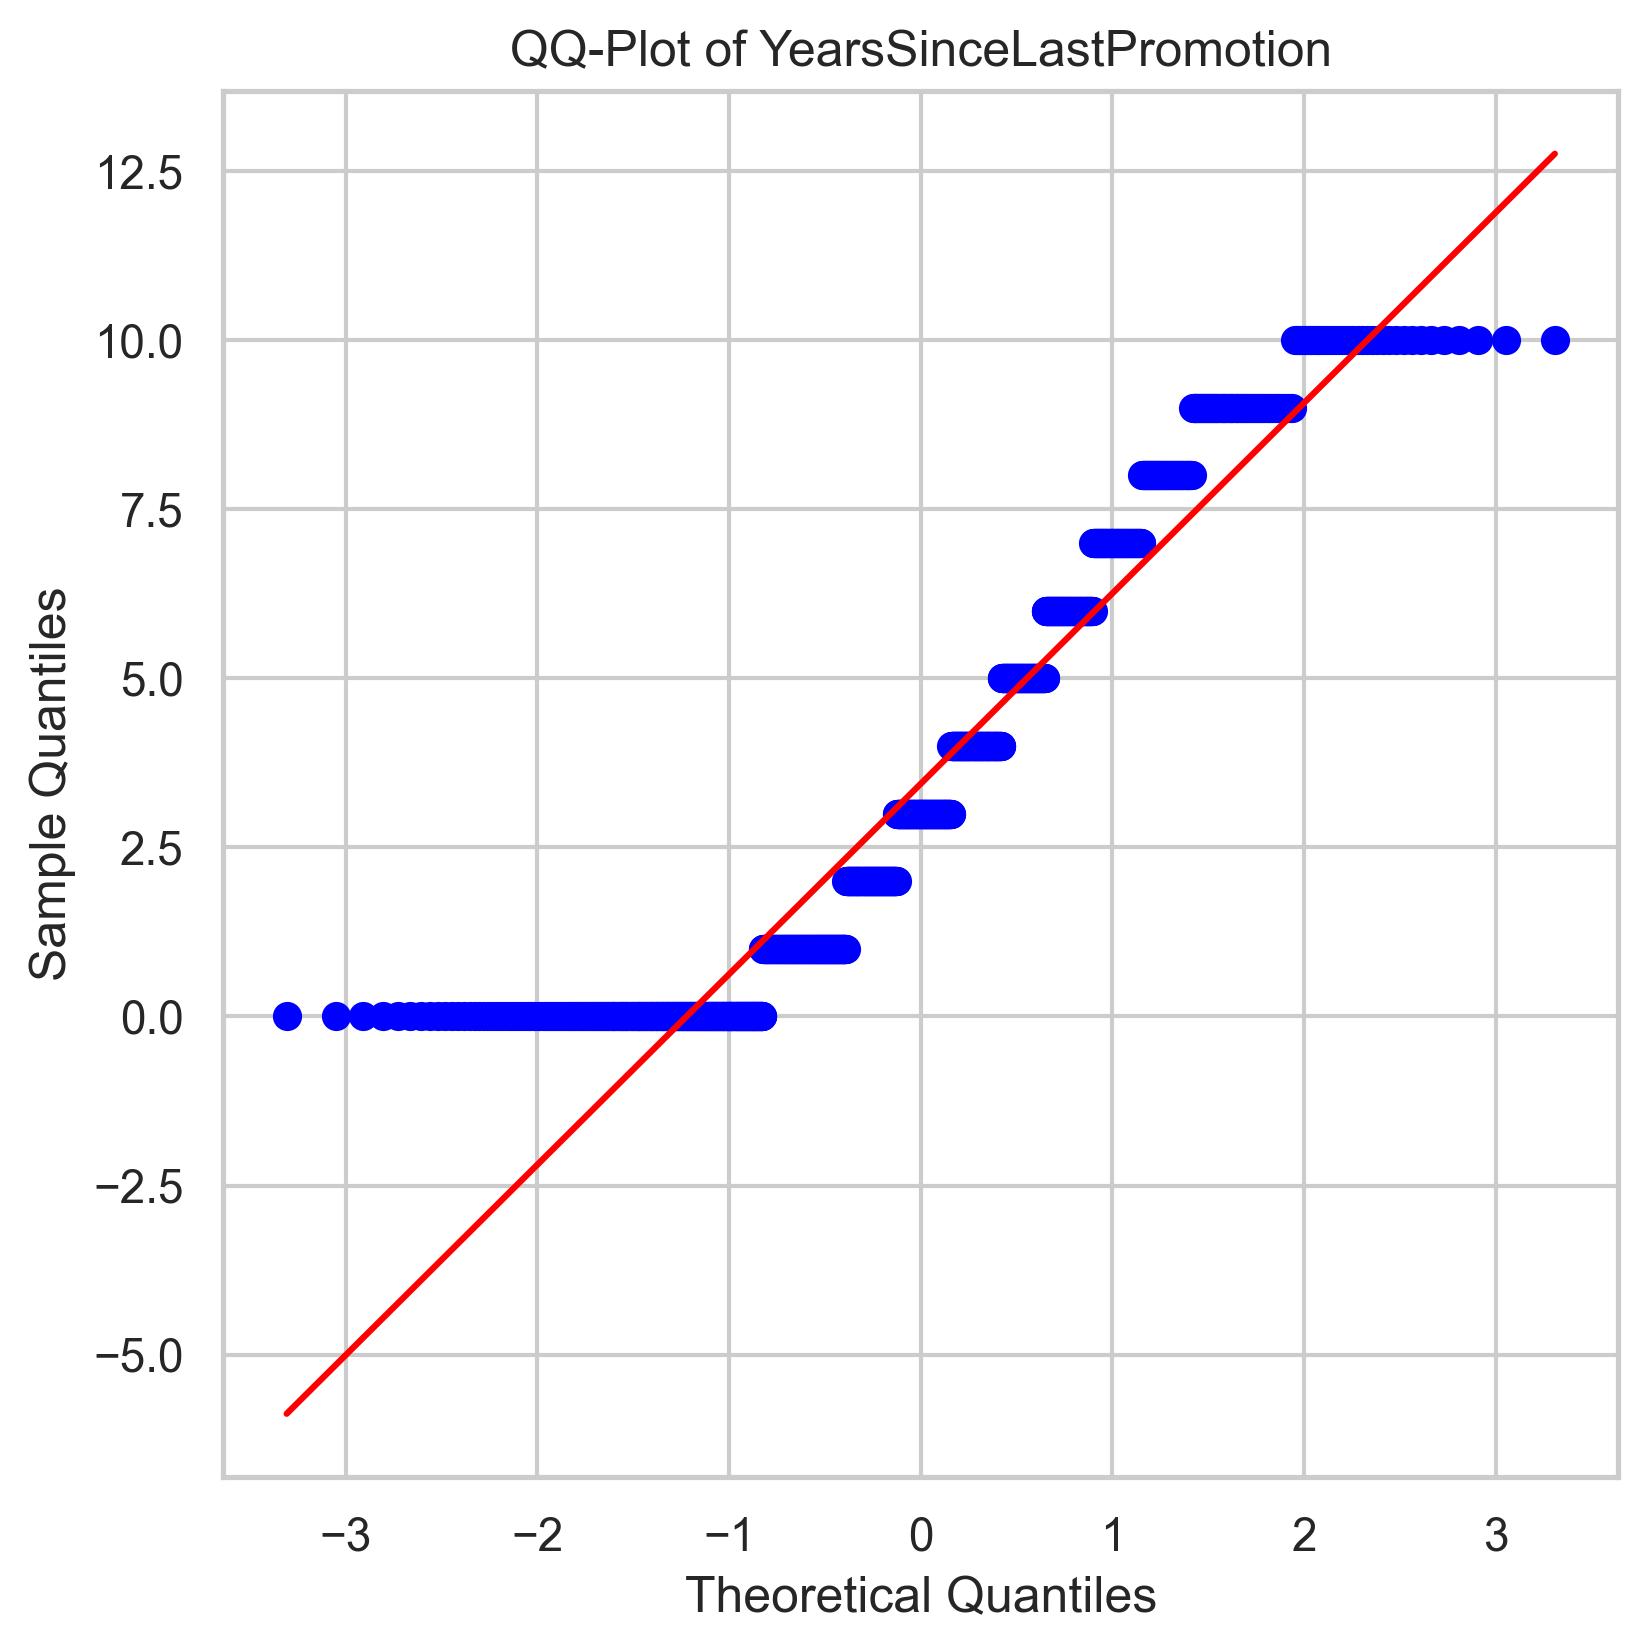 QQ-Plot of YearsSinceLastPromotion
12.5
10.0
7.5
5.0
2.5
0.0
−2.5
−5.0
Sample Quantiles
−3 −2 −1 0 1 2 3
Theoretical Quantiles